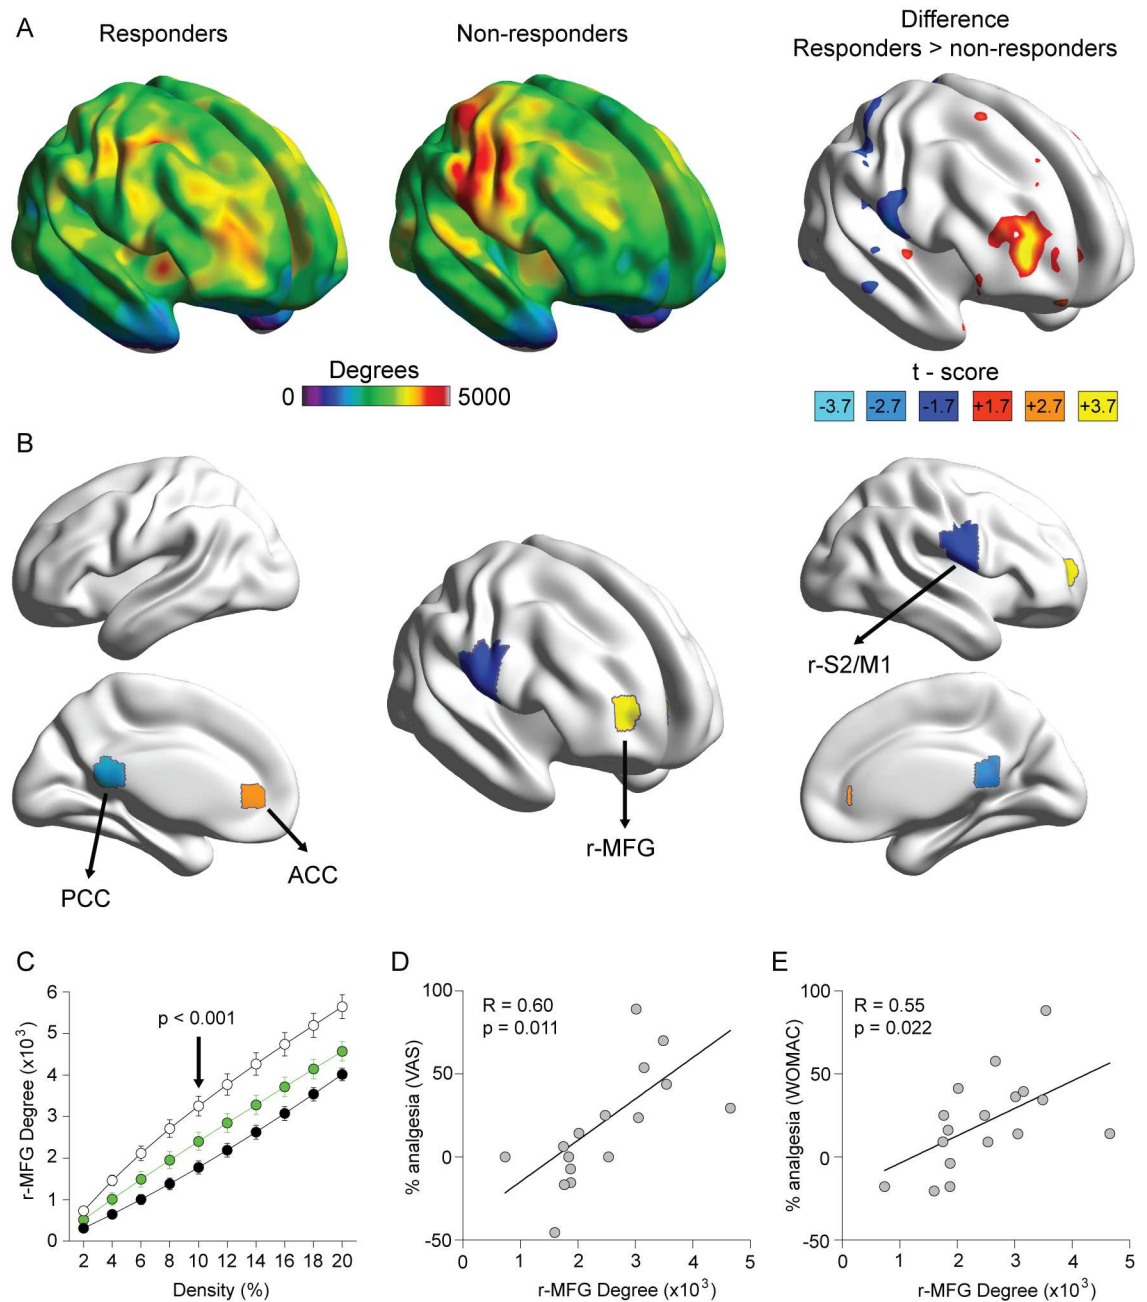 A
Responders
Non-responders
Difference
Responders > non-responders
Degrees
0
5000
t - score
-3.7 -2.7 -1.7 +1.7 +2.7 +3.7
B
r-S2/M1
r-MFG
PCC
ACC
C
p < 0.001
r-MFG Degree (x10³)
6
5
4
3
2
1
0
2 4 6 8 10 12 14 16 18 20
Density (%)
D
R = 0.60
p = 0.011
% analgesia (VAS)
100
50
0
-50
0 1 2 3 4 5
r-MFG Degree (x10³)
E
R = 0.55
p = 0.022
% analgesia (WOMAC)
100
50
0
-50
0 1 2 3 4 5
r-MFG Degree (x10³)